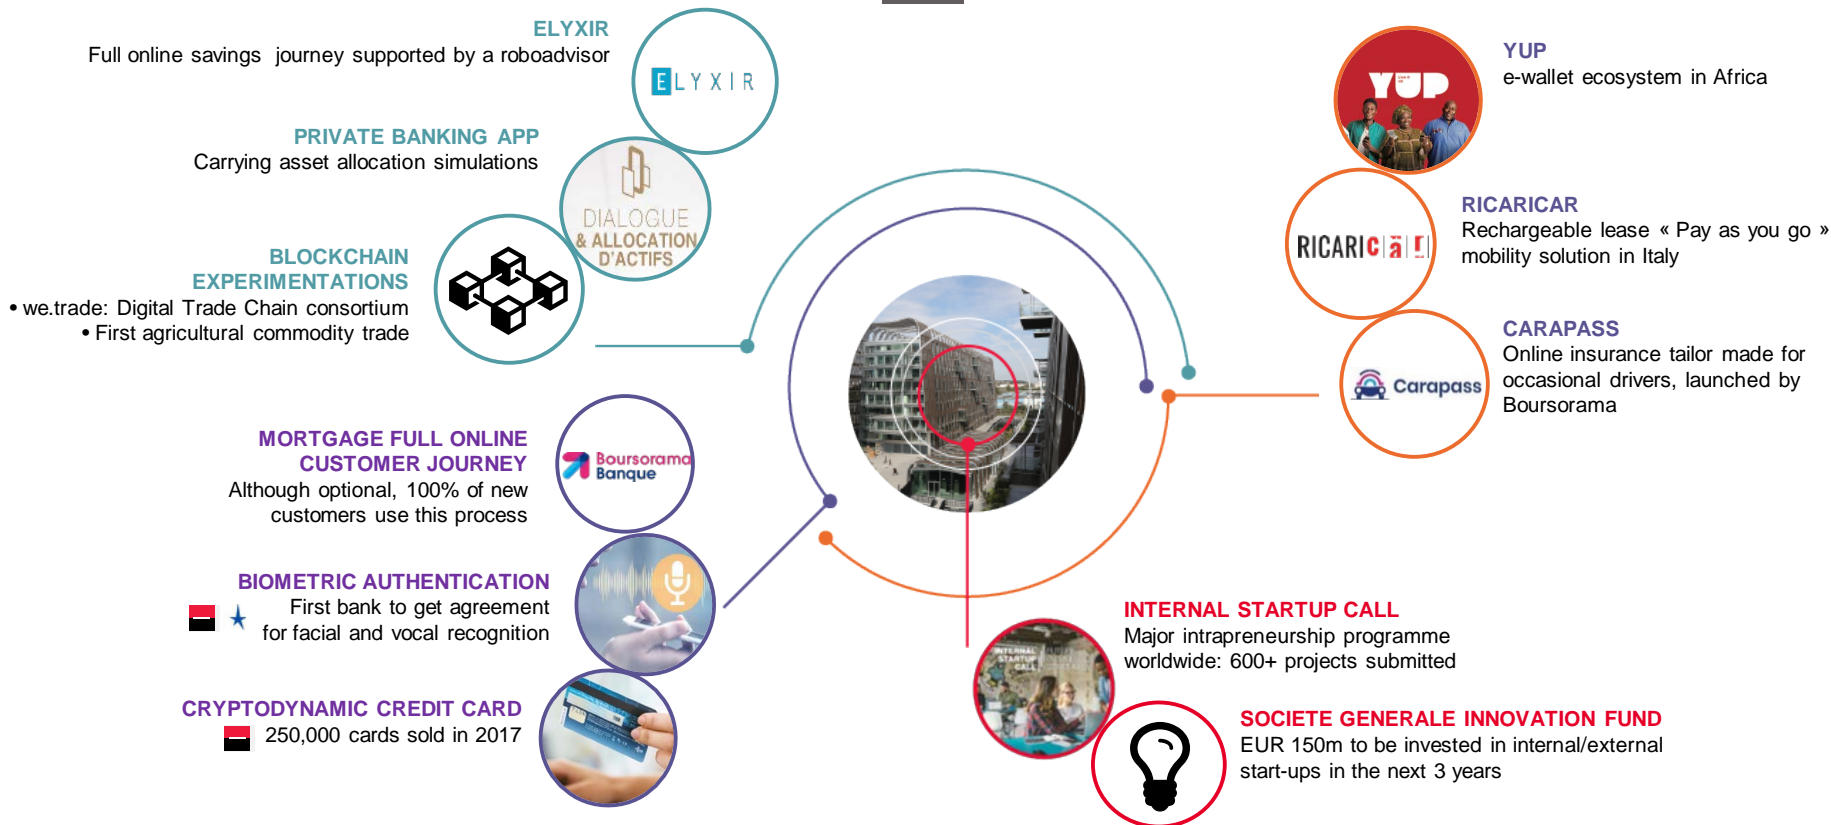 ELYXIR
Full online savings journey supported by a roboadvisor
ELYXIR
PRIVATE BANKING APP
Carrying asset allocation simulations
DIALOGUE
& ALLOCATION
D'ACTIFS
BLOCKCHAIN
EXPERIMENTATIONS
• we.trade: Digital Trade Chain consortium
• First agricultural commodity trade
MORTGAGE FULL ONLINE
CUSTOMER JOURNEY
Although optional, 100% of new
customers use this process
Boursorama
Banque
BIOMETRIC AUTHENTICATION
First bank to get agreement
for facial and vocal recognition
CRYPTODYNAMIC CREDIT CARD
250,000 cards sold in 2017
YUP
YUP
e-wallet ecosystem in Africa
RICARICAR
RICARICAR
Rechargeable lease « Pay as you go »
mobility solution in Italy
Carapass
CARAPASS
Online insurance tailor made for
occasional drivers, launched by
Boursorama
INTERNAL
STARTUP
CALL
INTERNAL STARTUP CALL
Major intrapreneurship programme
worldwide: 600+ projects submitted
SOCIETE GENERALE INNOVATION FUND
EUR 150m to be invested in internal/external
start-ups in the next 3 years